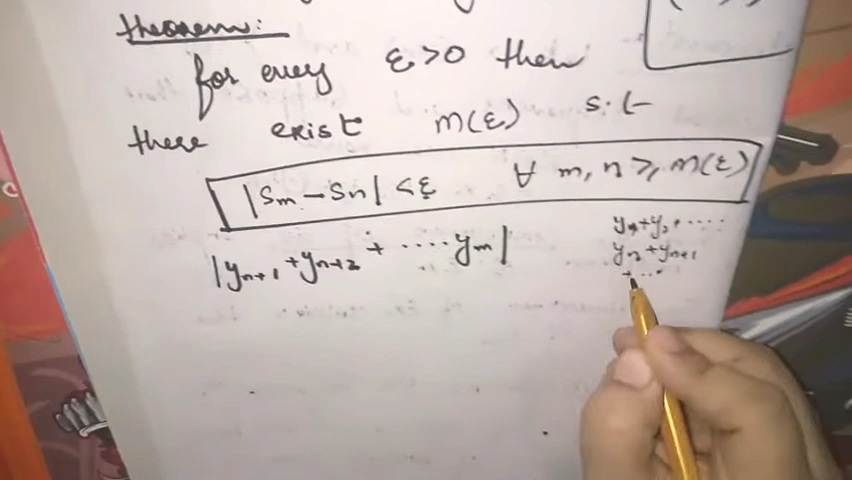 theorem:
for every ε>0 then
there exist m(ε) s.t
|Sm - Sn| <ε ∀ m, n ≥, m(ε)
|yn+1 + yn+2 + ....ym|
y1+y2+.....
yn+yn+1
+...